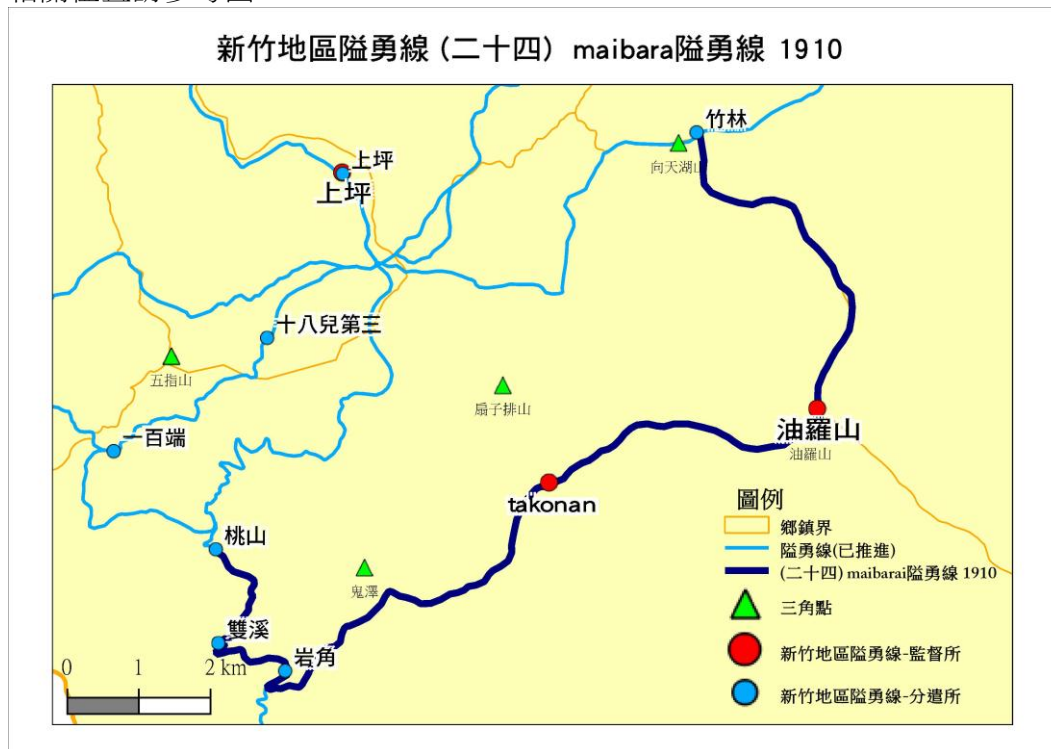 新竹地區隘勇線 (二十四) maibara隘勇線 1910
竹林
向天湖山
上坪
上坪
十八兒第三
五指山
扇子排山
一百端
油羅山
油羅山
takonan
桃山
鬼澤
雙溪
岩角
0 1 2 km
圖例
鄉鎮界
隘勇線(已推進)
(二十四) maibarai隘勇線 1910
三角點
新竹地區隘勇線-監督所
新竹地區隘勇線-分遣所